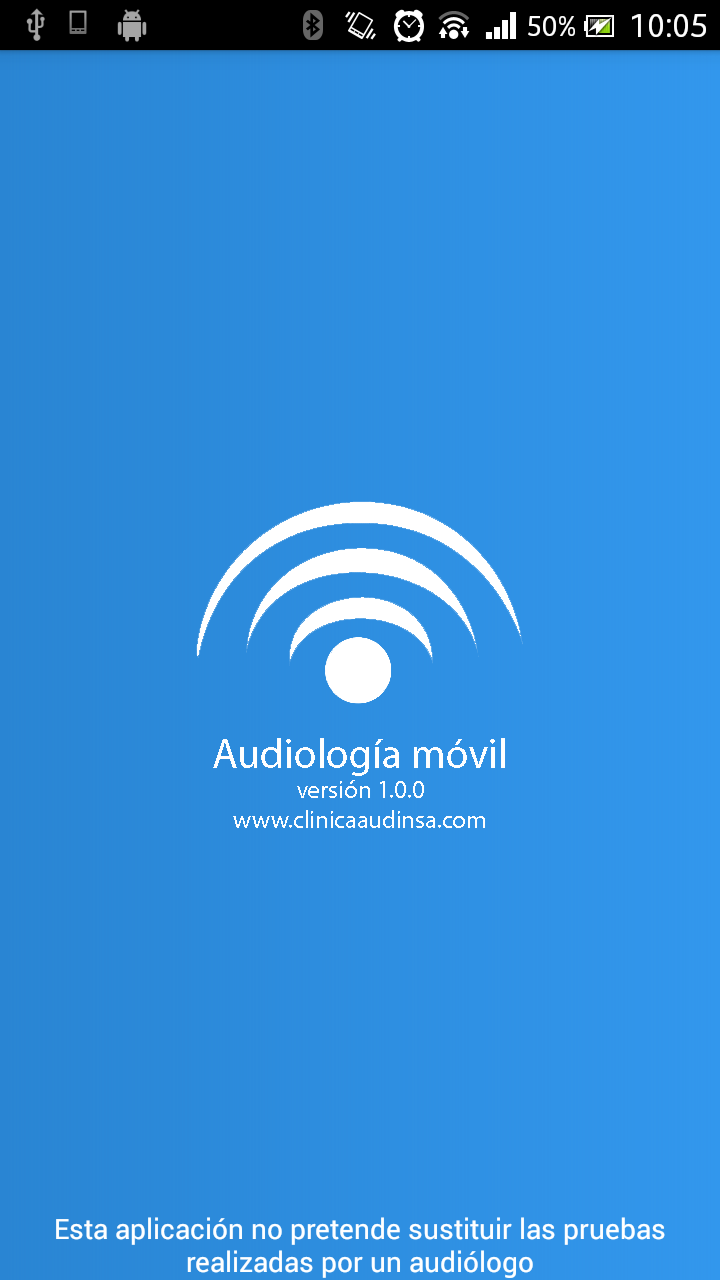 50% 10:05
Audiología móvil
versión 1.0.0
www.clinicaaudinsa.com
Esta aplicación no pretende sustituir las pruebas
realizadas por un audiólogo